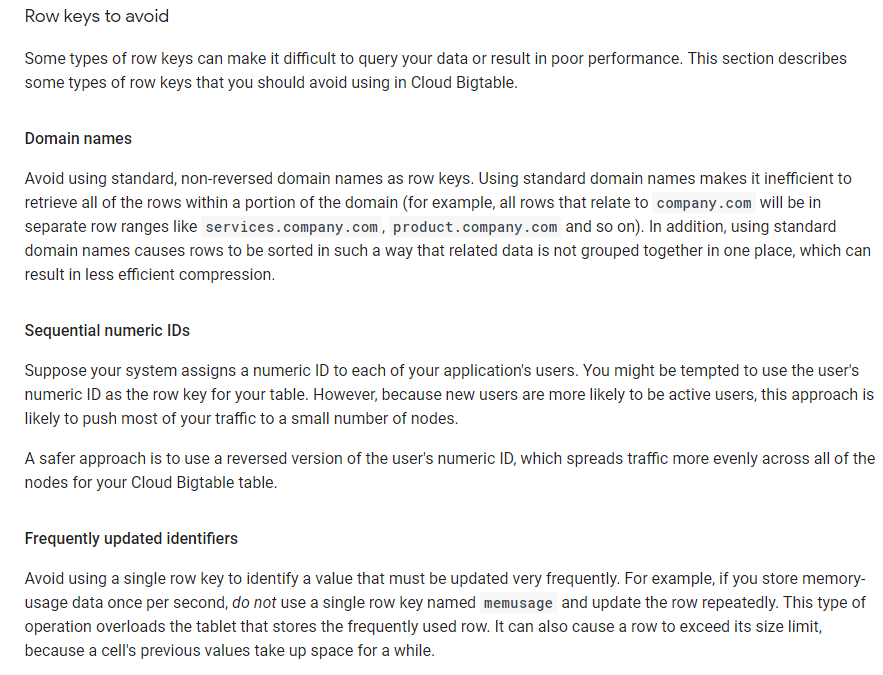 Row keys to avoid
Some types of row keys can make it difficult to query your data or result in poor performance. This section describes
some types of row keys that you should avoid using in Cloud Bigtable.
Domain names
Avoid using standard, non-reversed domain names as row keys. Using standard domain names makes it inefficient to
retrieve all of the rows within a portion of the domain (for example, all rows that relate to company.com will be in
separate row ranges like services.company.com, product.company.com and so on). In addition, using standard
domain names causes rows to be sorted in such a way that related data is not grouped together in one place, which can
result in less efficient compression.
Sequential numeric IDs
Suppose your system assigns a numeric ID to each of your application's users. You might be tempted to use the user's
numeric ID as the row key for your table. However, because new users are more likely to be active users, this approach is
likely to push most of your traffic to a small number of nodes.
A safer approach is to use a reversed version of the user's numeric ID, which spreads traffic more evenly across all of the
nodes for your Cloud Bigtable table.
Frequently updated identifiers
Avoid using a single row key to identify a value that must be updated very frequently. For example, if you store memory-
usage data once per second, do not use a single row key named memusage and update the row repeatedly. This type of
operation overloads the tablet that stores the frequently used row. It can also cause a row to exceed its size limit,
because a cell's previous values take up space for a while.